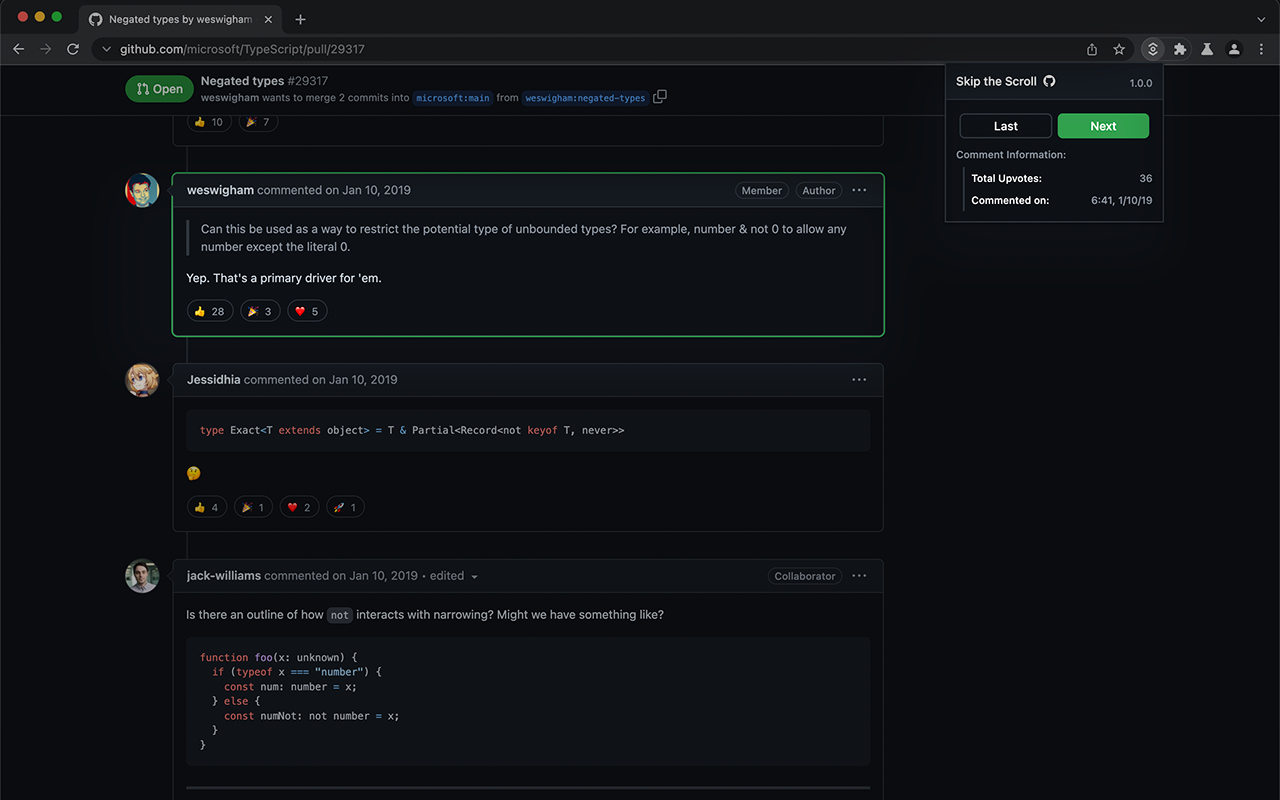 Negated types by weswigham
github.com/microsoft/TypeScript/pull/29317
Open
Negated types #29317
weswigham wants to merge 2 commits into microsoft:main from weswigham:negated-types
Skip the Scroll
1.0.0
Last
Next
Comment Information:
Total Upvotes: 36
Commented on: 6:41, 1/10/19
👍 10 🎉 7
weswigham commented on Jan 10, 2019
Member
Author
Can this be used as a way to restrict the potential type of unbounded types? For example, number & not 0 to allow any
number except the literal 0.
Yep. That's a primary driver for 'em.
👍 28 🎉 3 ❤️ 5
Jessidhia commented on Jan 10, 2019
type Exact<T extends object> = T & Partial<Record<not keyof T, never>>
🤔
👍 4 🎉 1 ❤️ 2 🚀 1
jack-williams commented on Jan 10, 2019 • edited
Collaborator
Is there an outline of how not interacts with narrowing? Might we have something like?
function foo(x: unknown) {
  if (typeof x === "number") {
    const num: number = x;
  } else {
    const numNot: not number = x;
  }
}